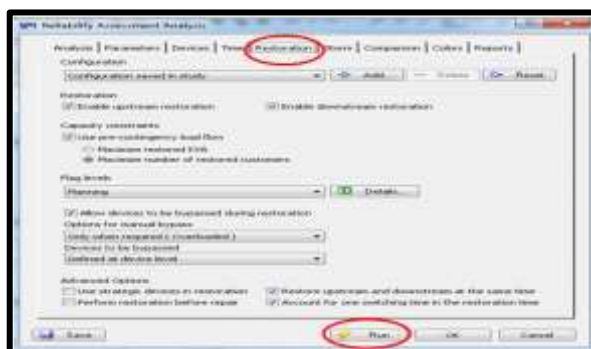 Reliability Assessment Analysis
Analysis Parameters Devices Time Restoration Storm Comparison Colors Reports
Configuration
Configuration saved in study Add... Delete Reset
Restoration
Enable upstream restoration Enable downstream restoration
Capacity constraints
Use pre-contingency load flow
Maximum restored KVA
Maximum number of restored customers
Flag levels
Planning Details...
Allow devices to be bypassed during restoration
Options for manual bypass
Only when required ( Overloaded )
Devices to be bypassed
Defined at device level
Advanced Options
Use strategic devices in restoration Restore upstream and downstream at the same time
Perform restoration before repair Account for one switching time in the restoration time
Save Run OK Cancel